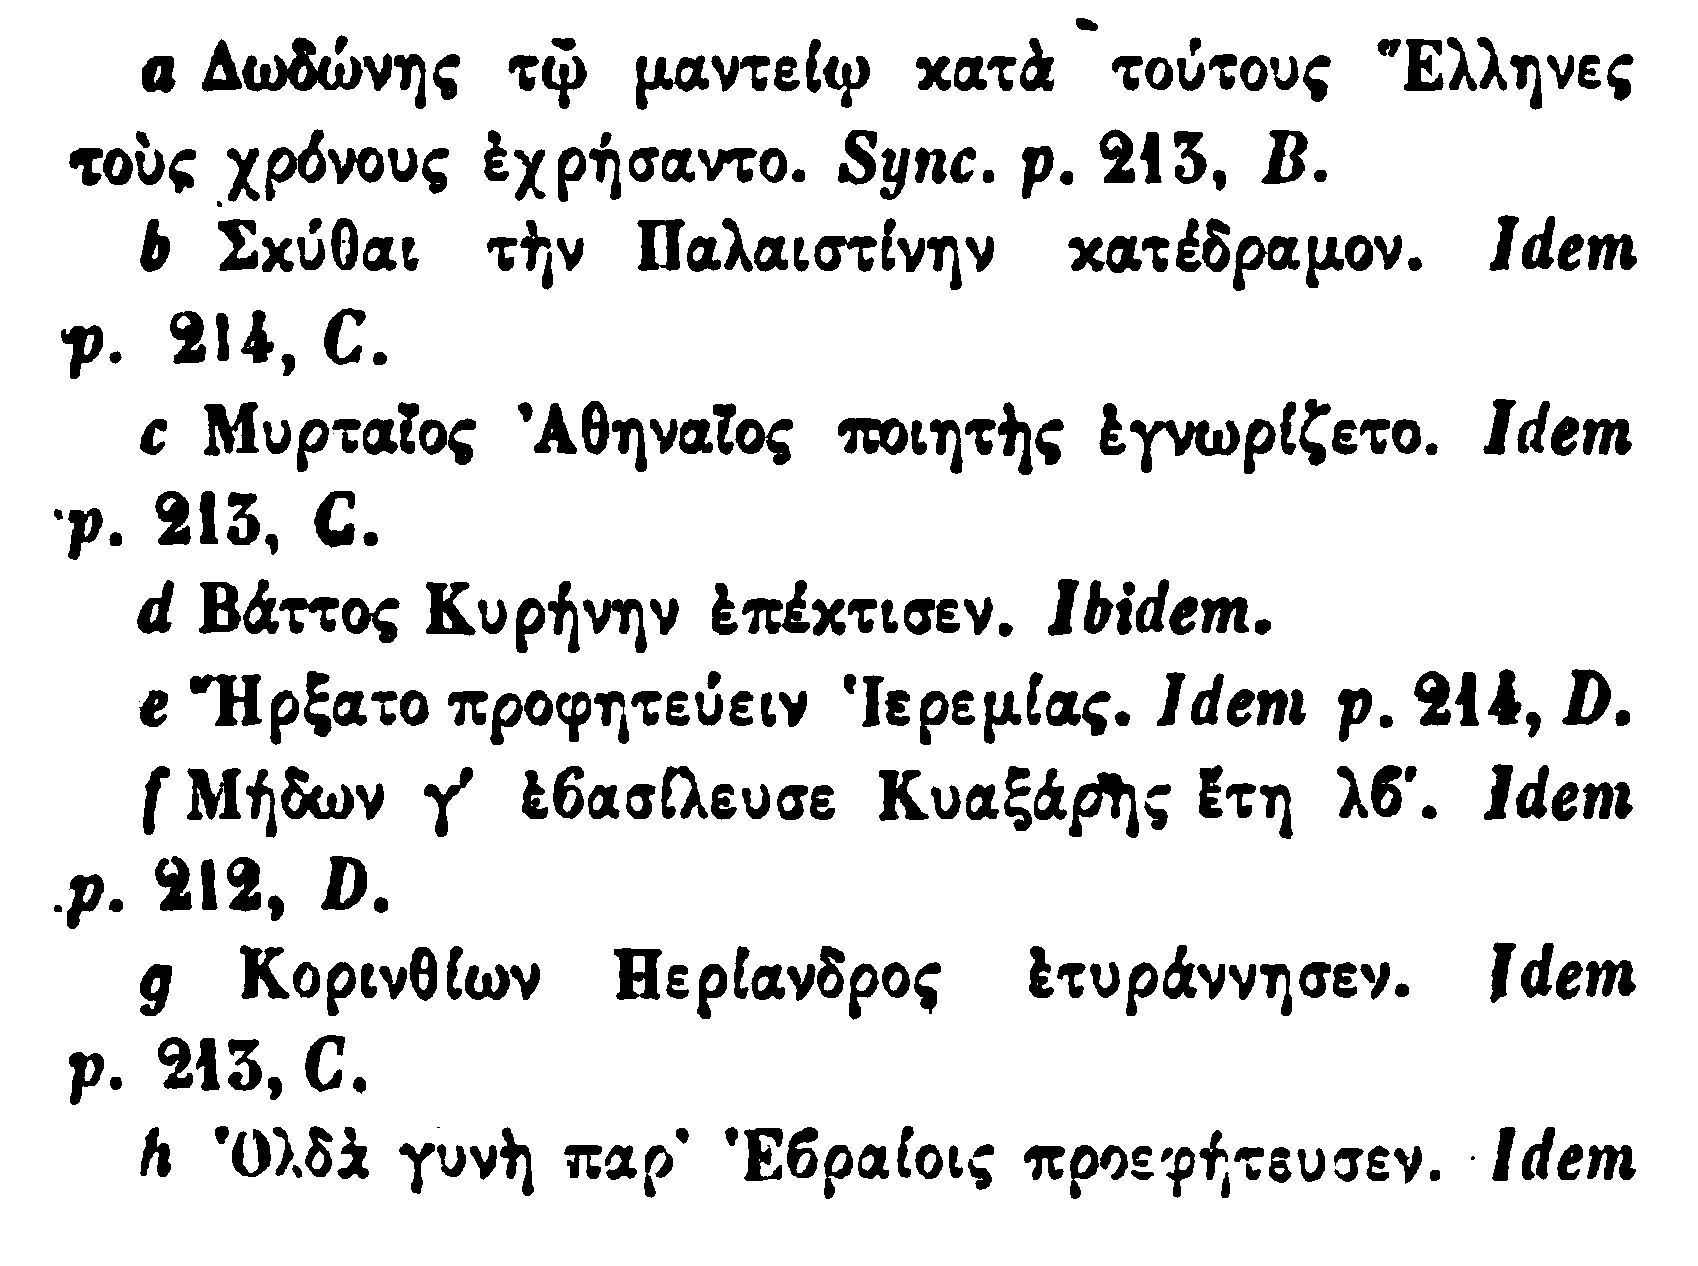 a Δωδώνης τῷ μαντείῳ κατὰ τούτους Ἕλληνες
τοὺς χρόνους ἐχρήσαντο. Sync. p. 213, B.
b Σκύθαι τὴν Παλαιστίνην κατέδραμον. Idem
p. 214, C.
c Μυρταῖος Ἀθηναῖος ποιητὴς ἐγνωρίζετο. Idem
p. 213, C.
d Βάττος Κυρήνην ἐπέκτισεν. Ibidem.
e Ἤρξατο προφητεύειν Ἱερεμίας. Idem p. 214, D.
f Μήδων γʹ ἐϐασίλευσε Κυαξάρης ἔτη λϐʹ. Idem
p. 212, D.
g Κορινθίων Περίανδρος ἐτυράννησεν. Idem
p. 213, C.
h Ὀλδὰ γυνὴ παρ' Ἑϐραίοις προεφήτευσεν. Idem